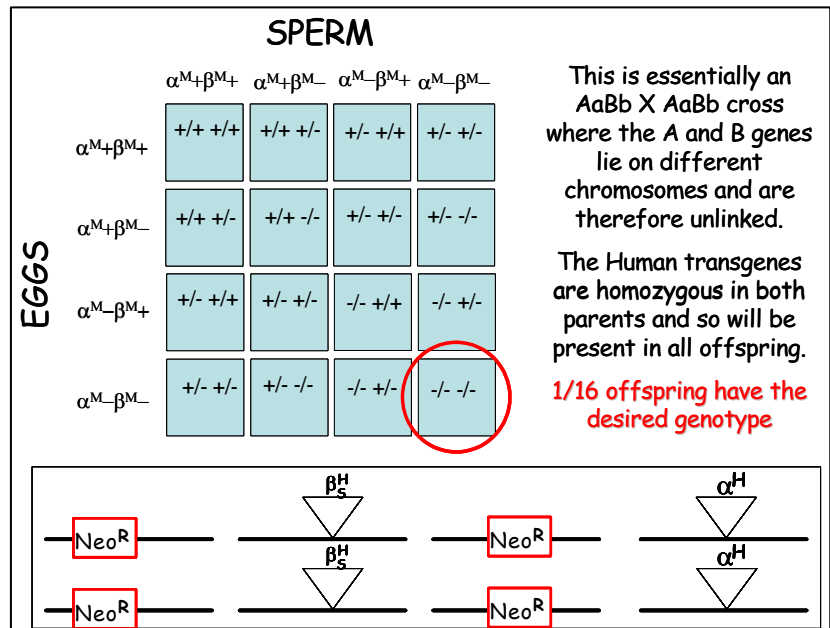 SPERM
αᴹ+βᴹ+ αᴹ+βᴹ– αᴹ–βᴹ+ αᴹ–βᴹ–
EGGS
αᴹ+βᴹ+ +/+ +/+ +/+ +/- +/- +/+ +/- +/-
αᴹ+βᴹ– +/+ +/- +/+ -/- +/- +/- +/- -/-
αᴹ–βᴹ+ +/- +/+ +/- +/- -/- +/+ -/- +/-
αᴹ–βᴹ– +/- +/- +/- -/- -/- +/- -/- -/-
This is essentially an
AaBb X AaBb cross
where the A and B genes
lie on different
chromosomes and are
therefore unlinked.
The Human transgenes
are homozygous in both
parents and so will be
present in all offspring.
1/16 offspring have the
desired genotype
Neoᴿ βₛᴴ Neoᴿ αᴴ
Neoᴿ βₛᴴ Neoᴿ αᴴ